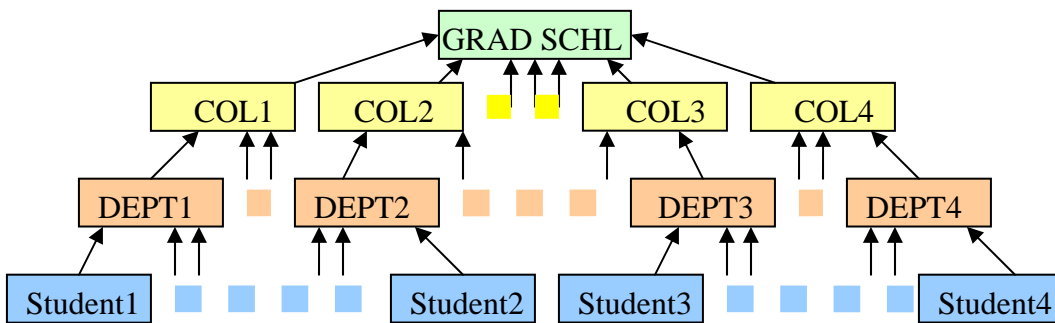 GRAD SCHL
COL1 COL2 COL3 COL4
DEPT1 DEPT2 DEPT3 DEPT4
Student1 Student2 Student3 Student4